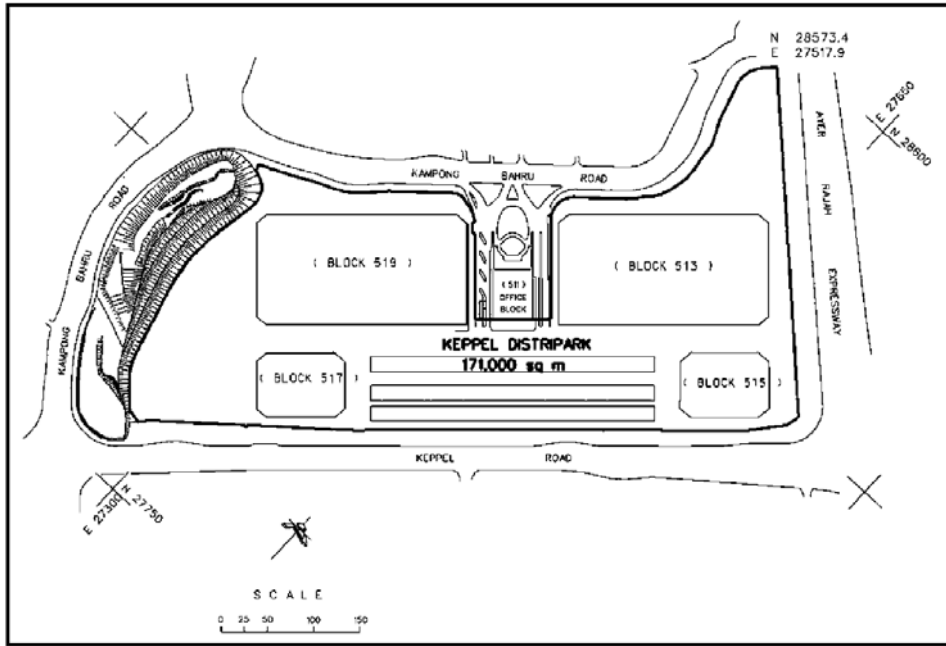 N 28573.4
E 27517.9
E 27650
N 28600
AYER RAJAH EXPRESSWAY
KAMPONG BAHRU ROAD
KAMPONG BAHRU ROAD
( BLOCK 519 )
( 511 )
OFFICE
BLOCK
( BLOCK 513 )
KEPPEL DISTRIPARK
171,000 sq m
( BLOCK 517 )
( BLOCK 515 )
KEPPEL ROAD
N 27750
E 27300
SCALE
0 25 50 100 150